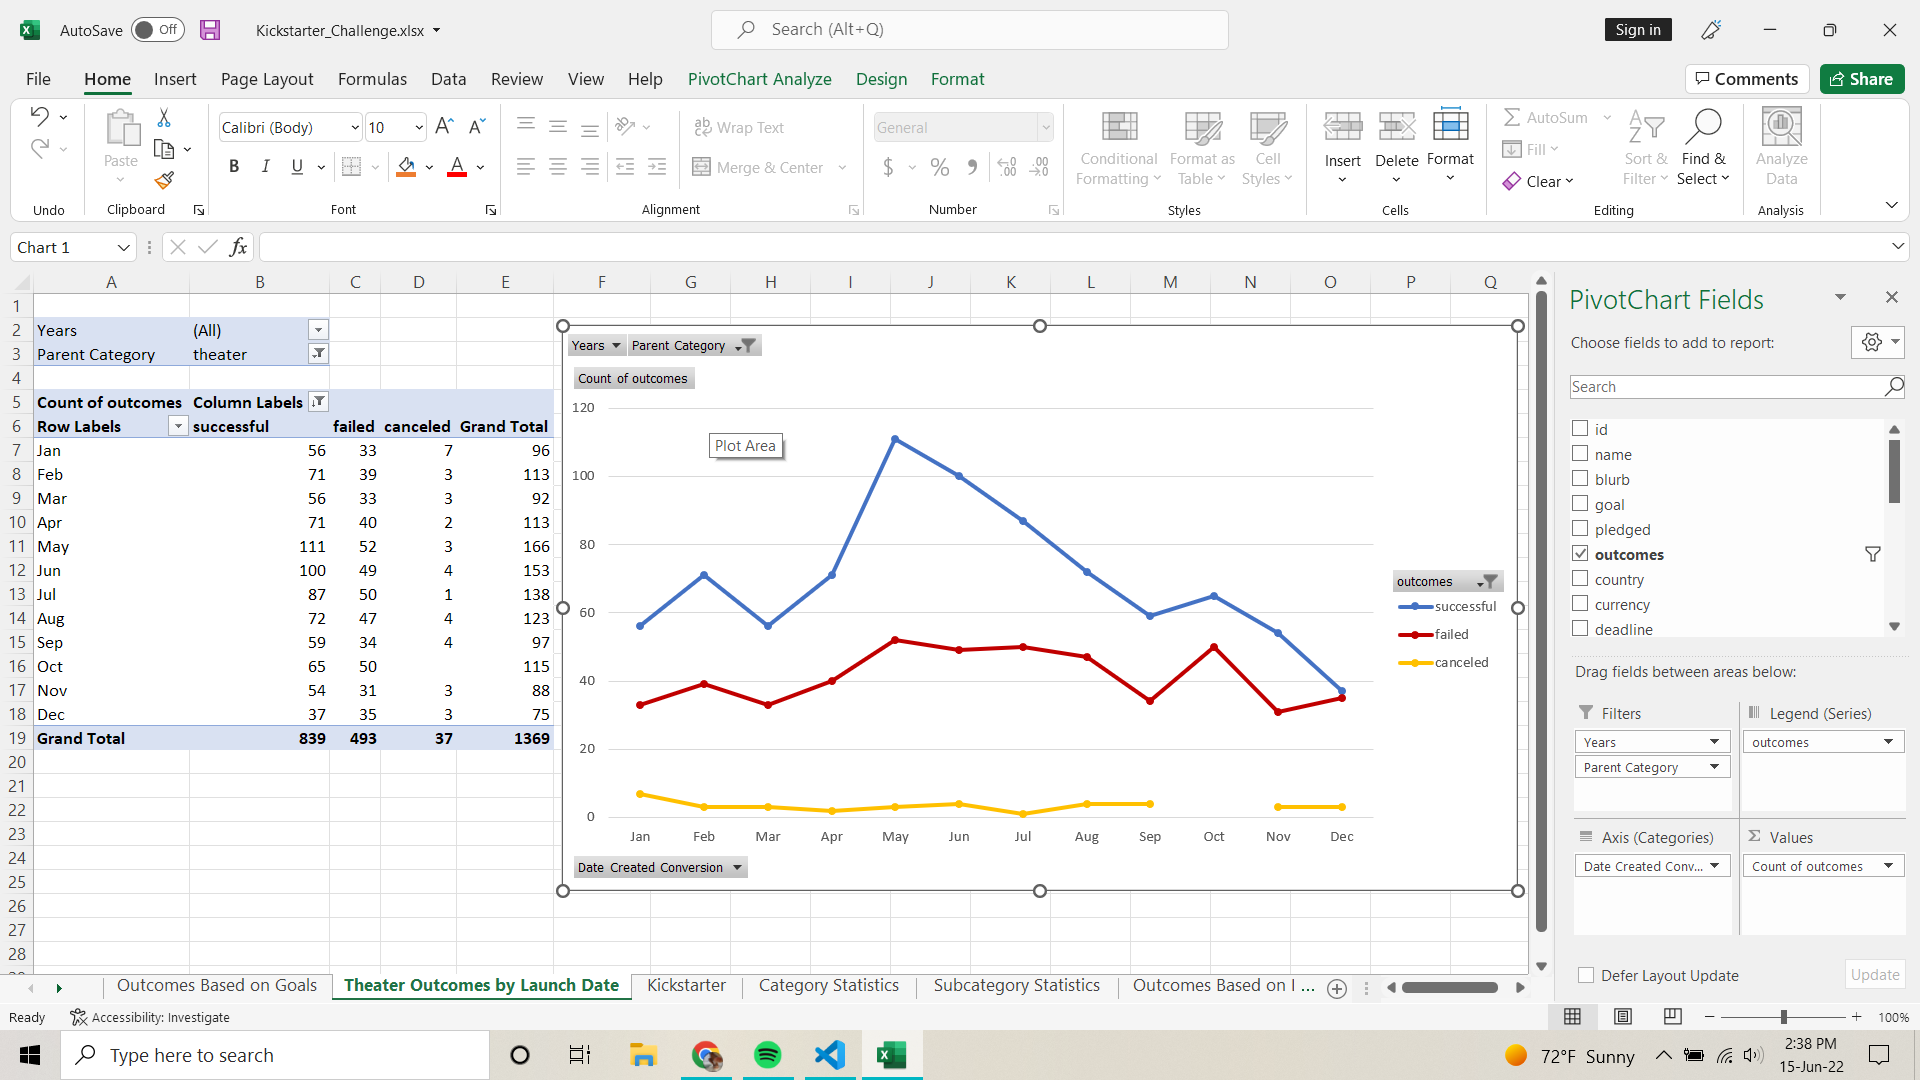 AutoSave Off Kickstarter_Challenge.xlsx Search (Alt+Q) Sign in
File Home Insert Page Layout Formulas Data Review View Help PivotChart Analyze Design Format Comments Share
Calibri (Body) 10 Wrap Text General AutoSum
Paste B I U Merge & Center $ % Conditional Formatting Format as Table Cell Styles Insert Delete Format Fill Clear Sort & Filter Find & Select Analyze Data
Undo Clipboard Font Alignment Number Styles Cells Editing Analysis
Chart 1 fx
A B C D E F G H I J K L M N O P Q
1
2 Years (All)
3 Parent Category theater
4
5 Count of outcomes Column Labels
6 Row Labels successful failed canceled Grand Total
7 Jan 56 33 7 96
8 Feb 71 39 3 113
9 Mar 56 33 3 92
10 Apr 71 40 2 113
11 May 111 52 3 166
12 Jun 100 49 4 153
13 Jul 87 50 1 138
14 Aug 72 47 4 123
15 Sep 59 34 4 97
16 Oct 65 50 115
17 Nov 54 31 3 88
18 Dec 37 35 3 75
19 Grand Total 839 493 37 1369
20
21
22
23
24
25
26
27
28
Years Parent Category
Count of outcomes
Plot Area
120
100
80
60
40
20
0
Jan Feb Mar Apr May Jun Jul Aug Sep Oct Nov Dec
Date Created Conversion
outcomes
successful
failed
canceled
PivotChart Fields
Choose fields to add to report:
Search
id
name
blurb
goal
pledged
outcomes
country
currency
deadline
Drag fields between areas below:
Filters Legend (Series)
Years outcomes
Parent Category
Axis (Categories) Σ Values
Date Created Conv... Count of outcomes
Defer Layout Update Update
Outcomes Based on Goals Theater Outcomes by Launch Date Kickstarter Category Statistics Subcategory Statistics Outcomes Based on ...
Ready Accessibility: Investigate 100%
Type here to search 72°F Sunny 2:38 PM
15-Jun-22